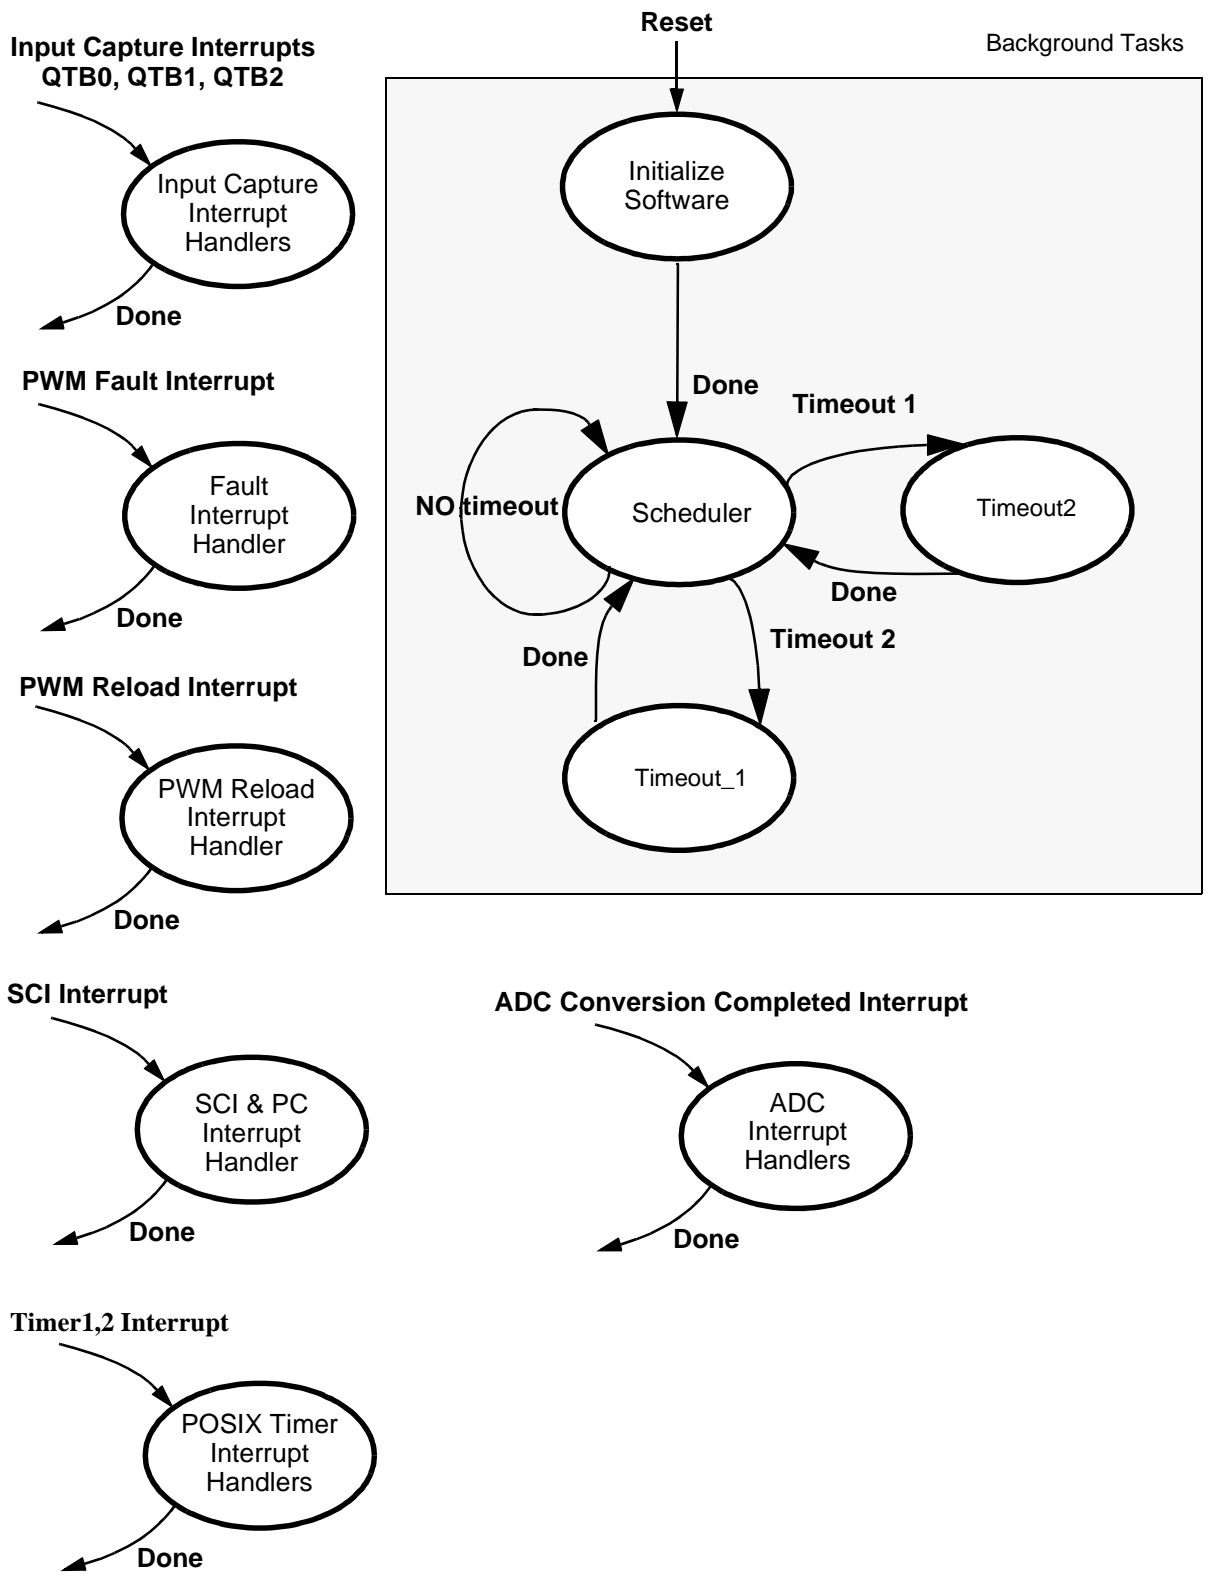 Reset
Background Tasks
Input Capture Interrupts
QTB0, QTB1, QTB2
Input Capture
Interrupt
Handlers
Done
Initialize
Software
Done
PWM Fault Interrupt
Fault
Interrupt
Handler
Done
NO timeout
Scheduler
Timeout 1
Timeout2
Done
Timeout 2
Done
Timeout_1
PWM Reload Interrupt
PWM Reload
Interrupt
Handler
Done
SCI Interrupt
SCI & PC
Interrupt
Handler
Done
ADC Conversion Completed Interrupt
ADC
Interrupt
Handlers
Done
Timer1,2 Interrupt
POSIX Timer
Interrupt
Handlers
Done